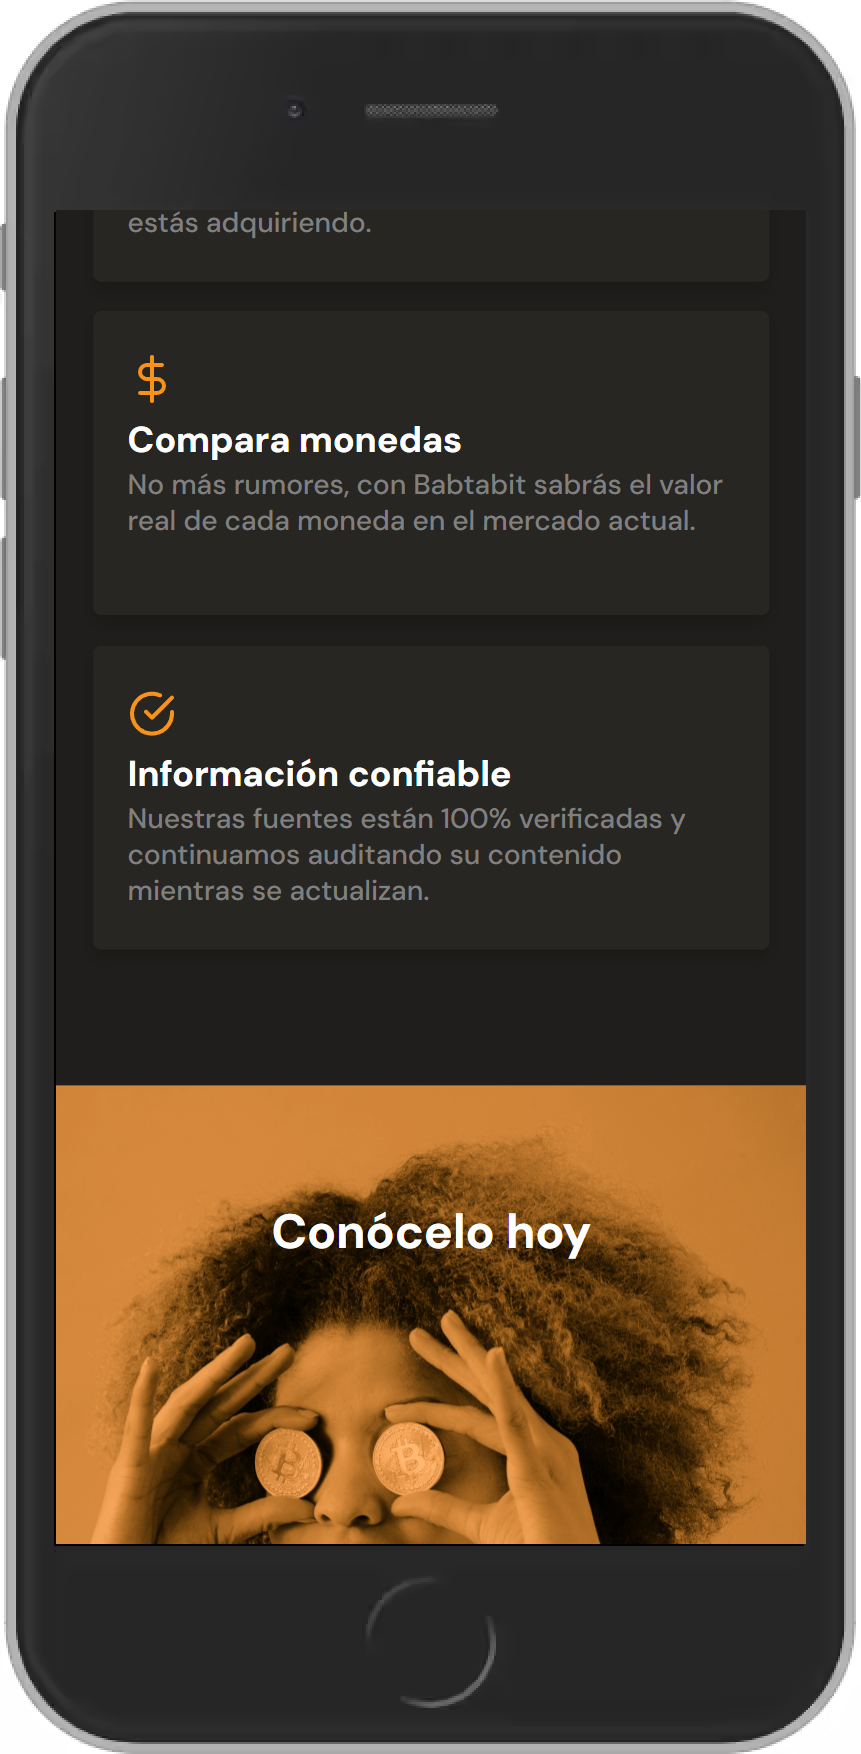 estás adquiriendo.
Compara monedas
No más rumores, con Babtabit sabrás el valor
real de cada moneda en el mercado actual.
Información confiable
Nuestras fuentes están 100% verificadas y
continuamos auditando su contenido
mientras se actualizan.
Conócelo hoy